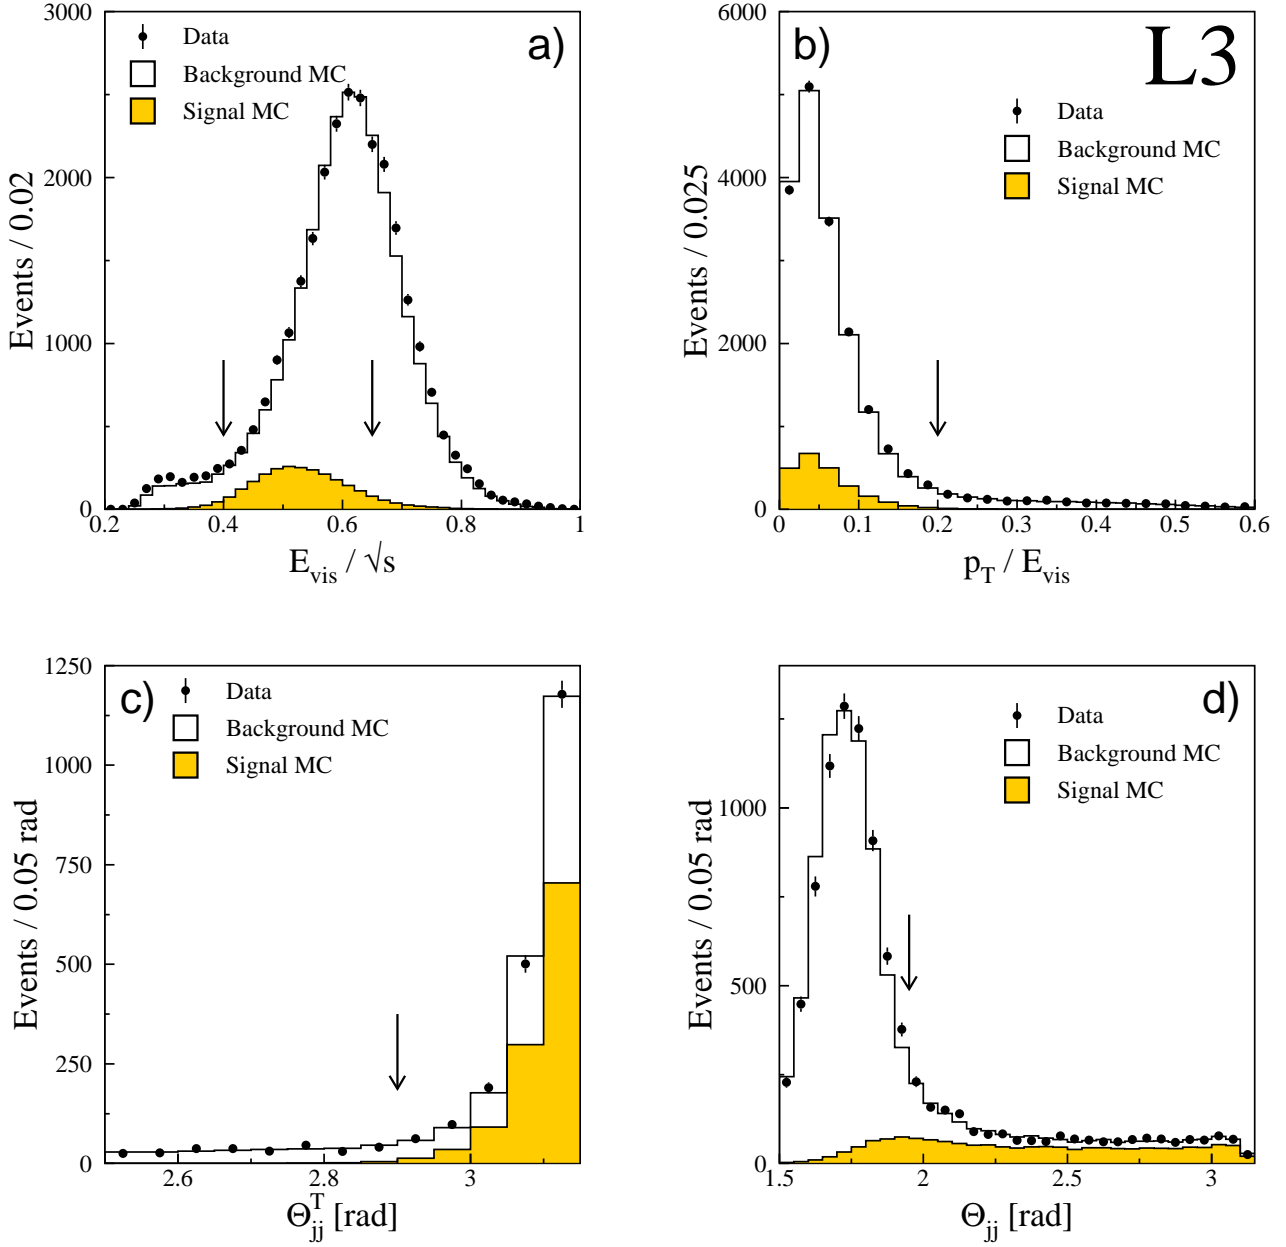 a)
Data
Background MC
Signal MC
3000
2000
1000
0
Events / 0.02
0.2
0.4
0.6
0.8
1
E_vis / √s
b)
L3
Data
Background MC
Signal MC
6000
4000
2000
0
Events / 0.025
0
0.1
0.2
0.3
0.4
0.5
0.6
p_T / E_vis
c)
Data
Background MC
Signal MC
1250
1000
750
500
250
0
Events / 0.05 rad
2.6
2.8
3
Θ_jj^T [rad]
d)
Data
Background MC
Signal MC
1000
500
0
Events / 0.05 rad
1.5
2
2.5
3
Θ_jj [rad]